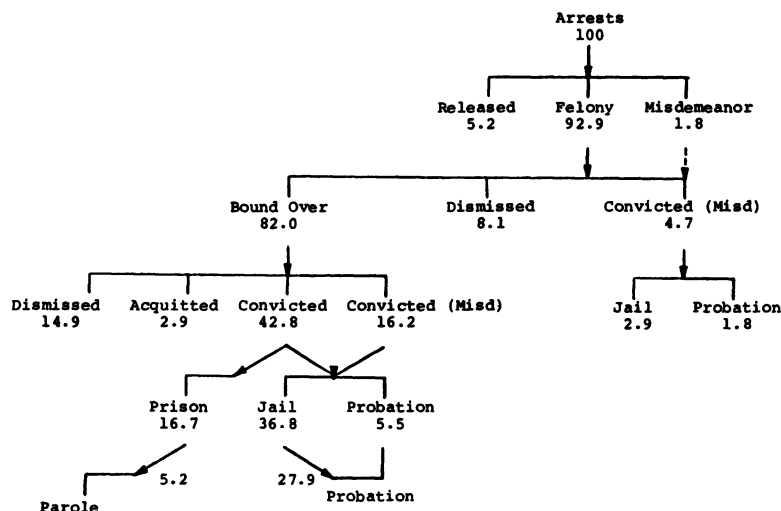 Arrests
100
Released Felony Misdemeanor
5.2 92.9 1.8
Bound Over Dismissed Convicted (Misd)
82.0 8.1 4.7
Dismissed Acquitted Convicted Convicted (Misd) Jail Probation
14.9 2.9 42.8 16.2 2.9 1.8
Prison Jail Probation
16.7 36.8 5.5
5.2 27.9
Probation
Parole